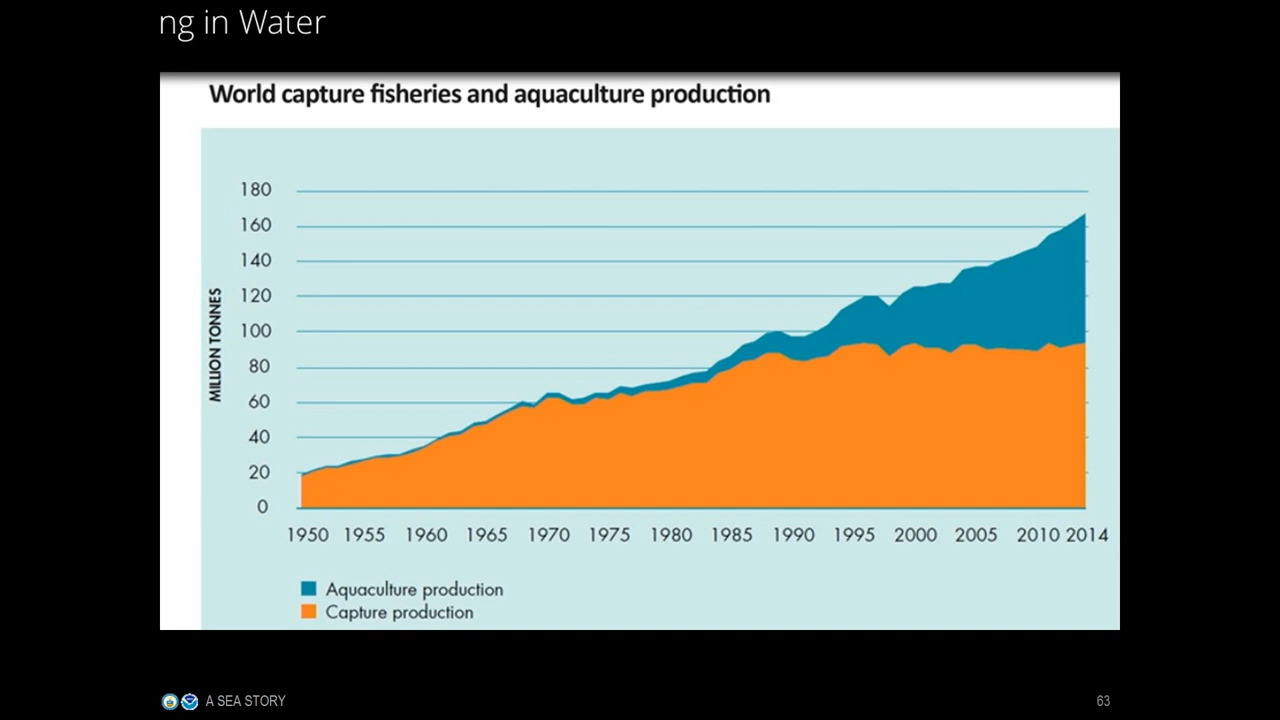 ng in Water
World capture fisheries and aquaculture production
180
160
140
120
100
80
60
40
20
0
MILLION TONNES
1950 1955 1960 1965 1970 1975 1980 1985 1990 1995 2000 2005 2010 2014
Aquaculture production
Capture production
A SEA STORY
63